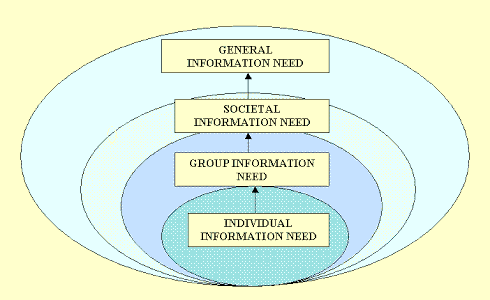 GENERAL
INFORMATION NEED
SOCIETAL
INFORMATION NEED
GROUP INFORMATION
NEED
INDIVIDUAL
INFORMATION NEED